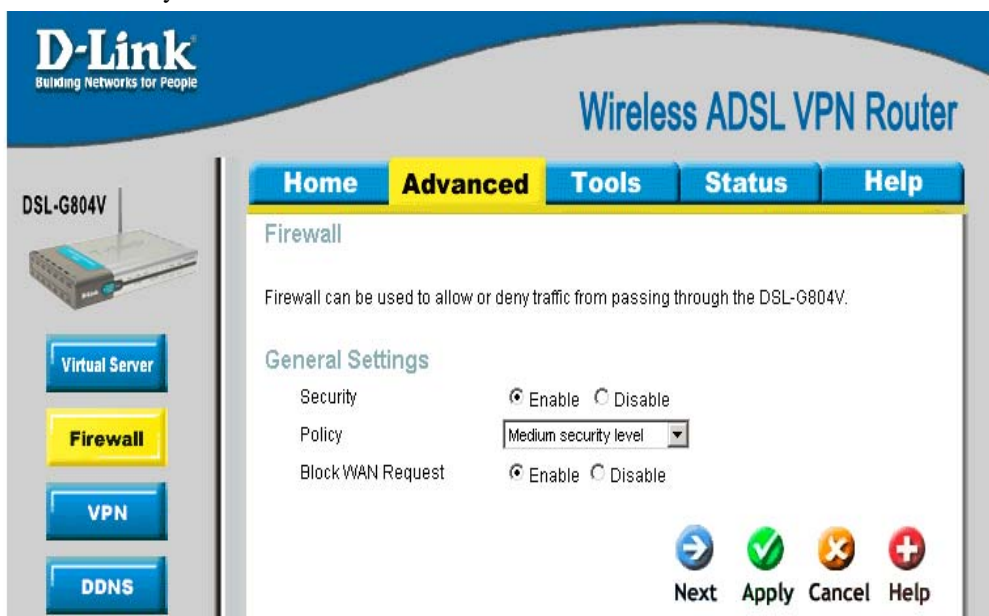 D-Link
Building Networks for People
Wireless ADSL VPN Router
DSL-G804V
Home Advanced Tools Status Help
Firewall
Firewall can be used to allow or deny traffic from passing through the DSL-G804V.
General Settings
Security Enable Disable
Policy Medium security level
Block WAN Request Enable Disable
Next Apply Cancel Help
Virtual Server
Firewall
VPN
DDNS